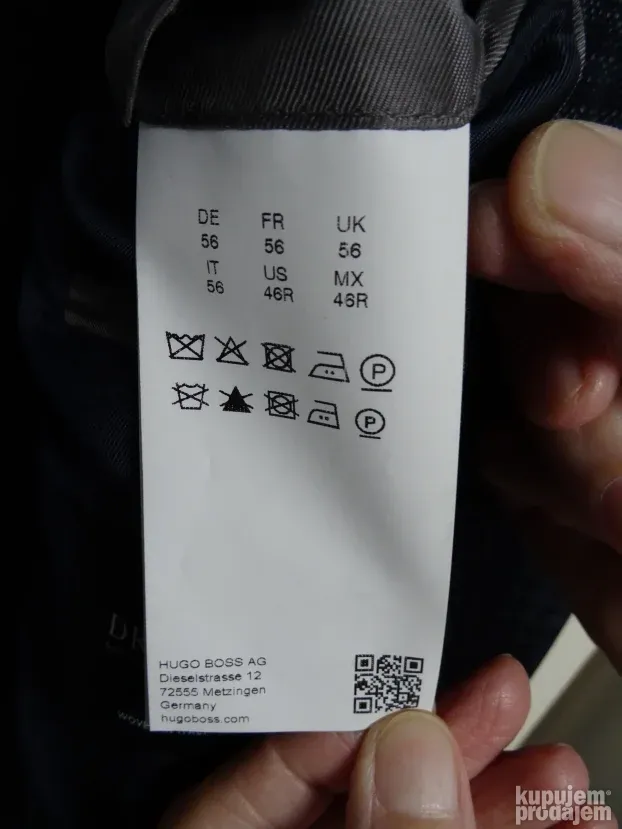 DE FR UK
56 56 56
IT US MX
56 46R 46R
P
P
HUGO BOSS AG
Dieselstrasse 12
72555 Metzingen
Germany
hugoboss.com
kupujem
prodajem